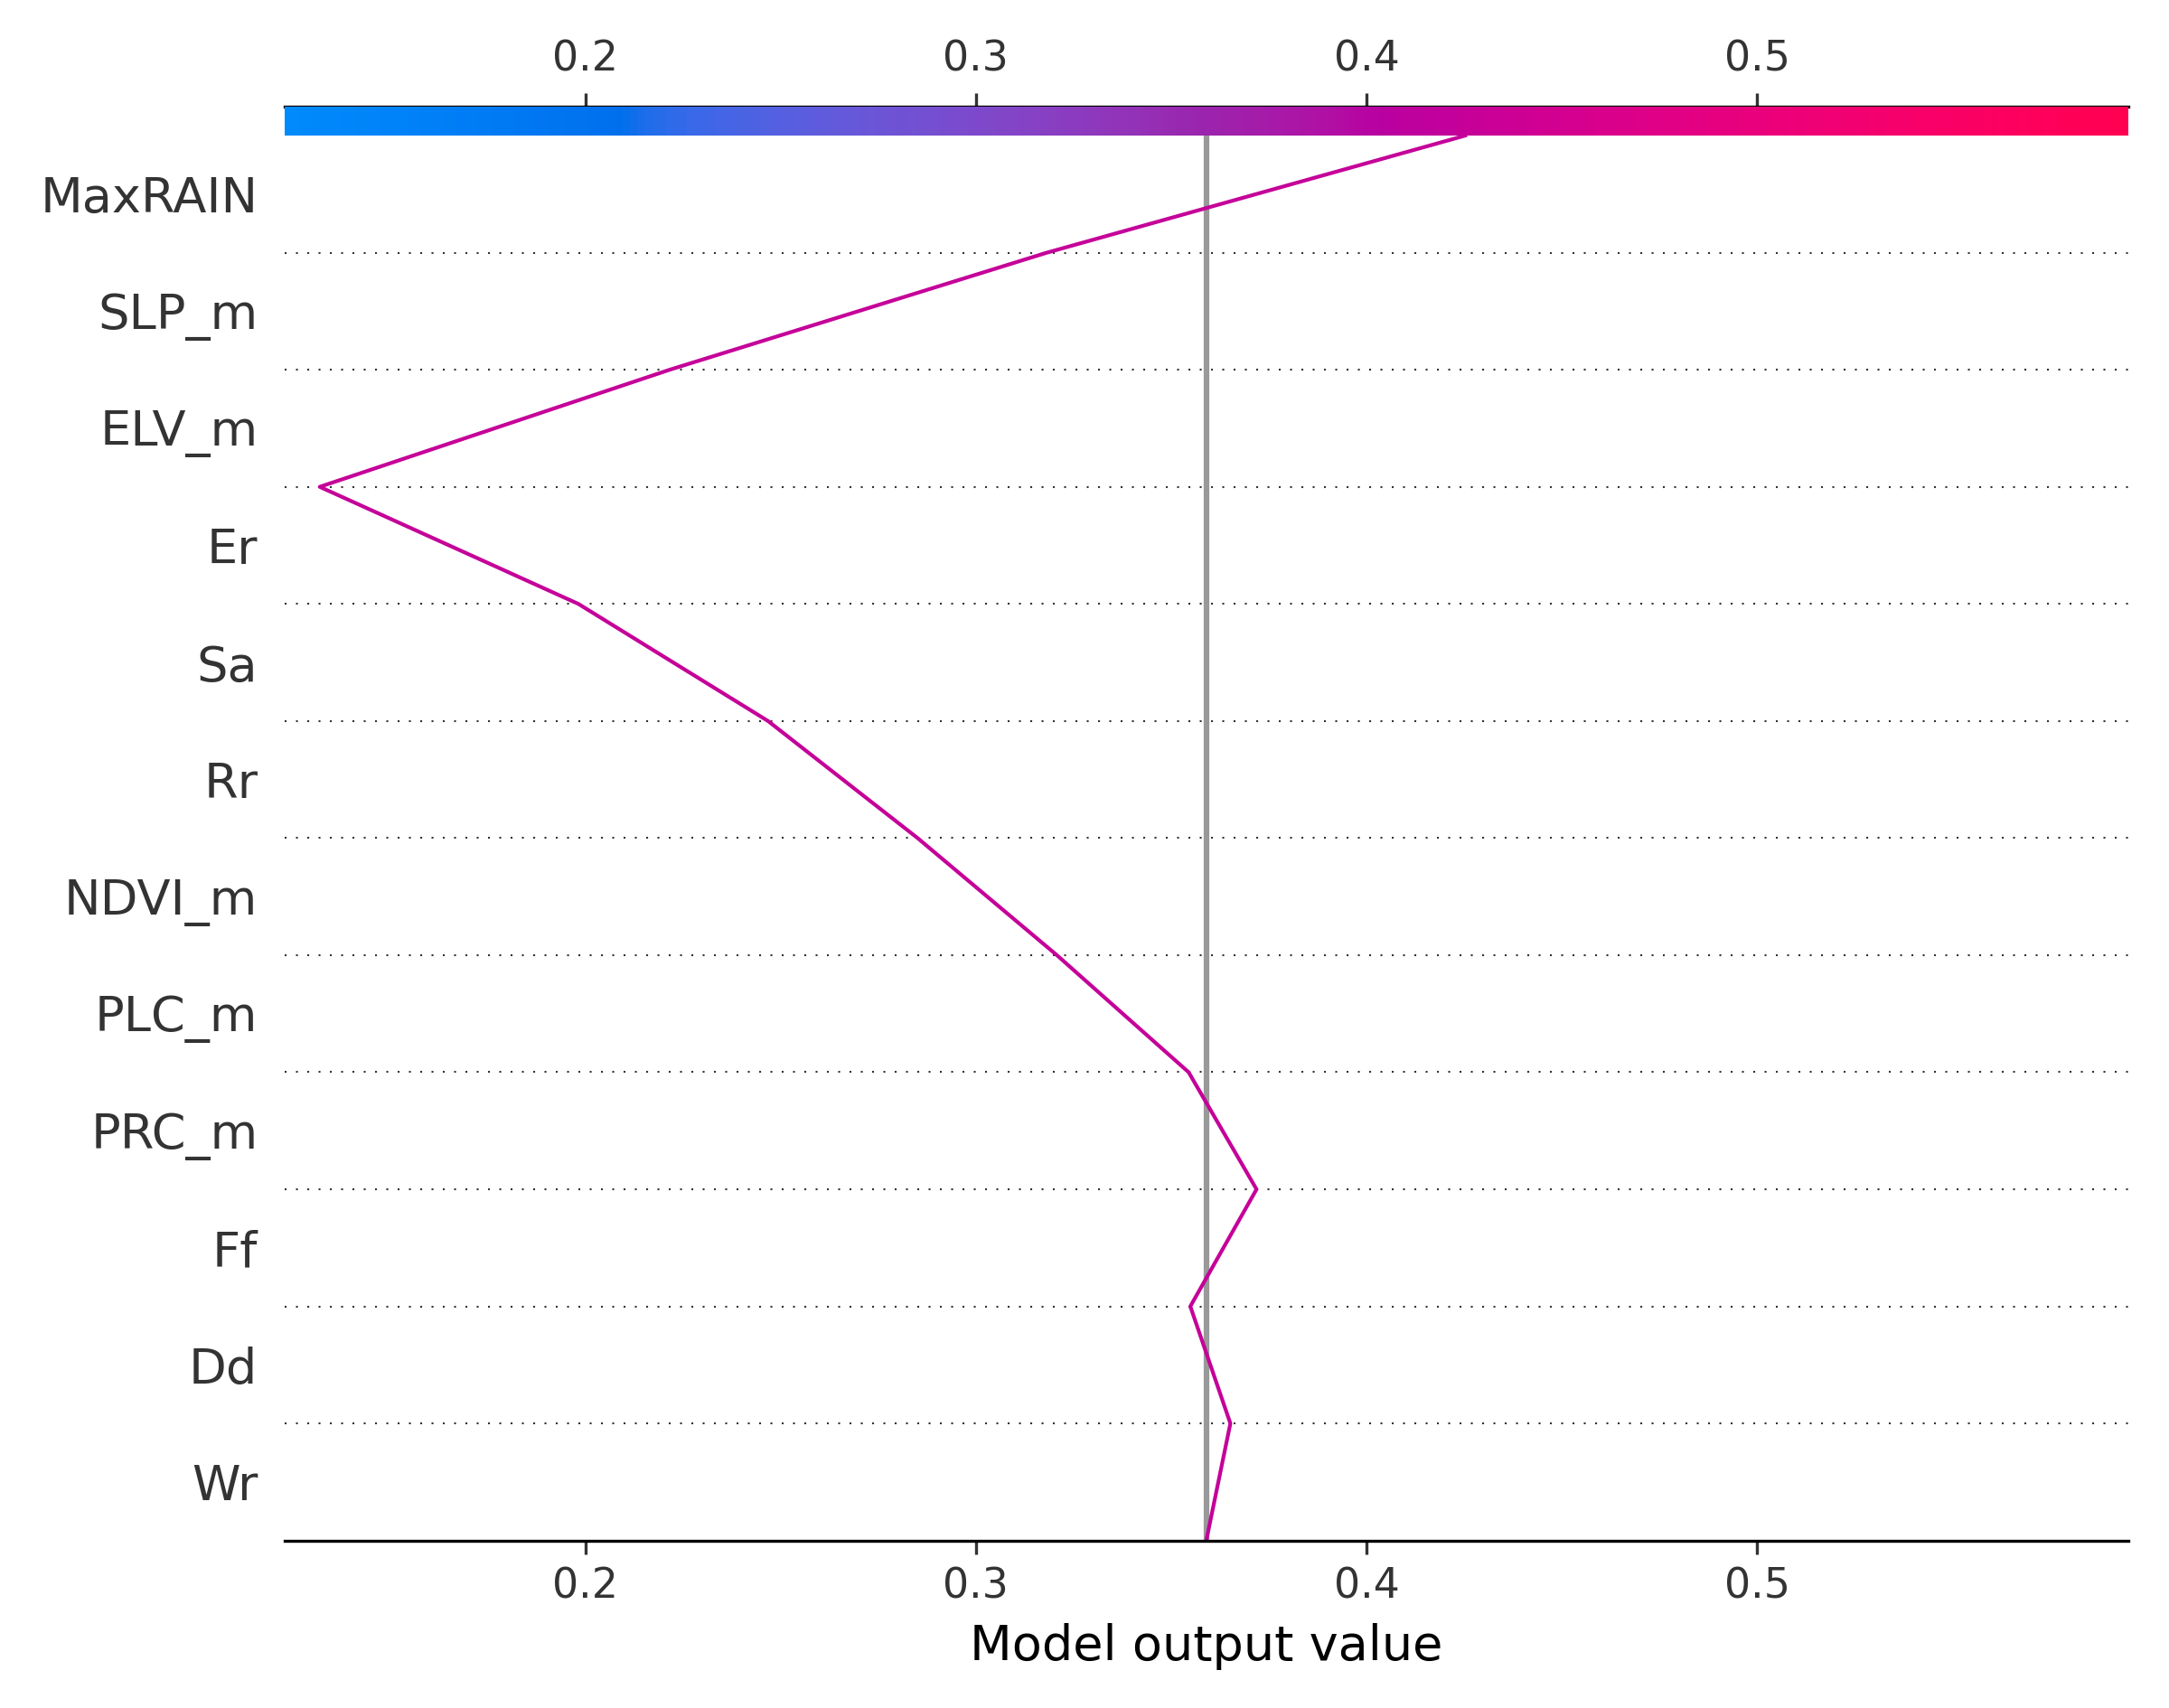 0.2 0.3 0.4 0.5
MaxRAIN
SLP_m
ELV_m
Er
Sa
Rr
NDVI_m
PLC_m
PRC_m
Ff
Dd
Wr
0.2 0.3 0.4 0.5
Model output value